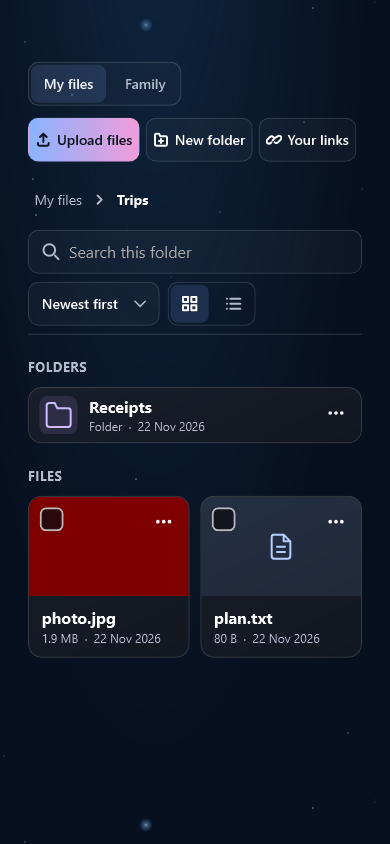 My files Family
Upload files New folder Your links
My files Trips
Search this folder
Newest first
FOLDERS
Receipts
Folder · 22 Nov 2026
FILES
photo.jpg
1.9 MB · 22 Nov 2026
plan.txt
80 B · 22 Nov 2026